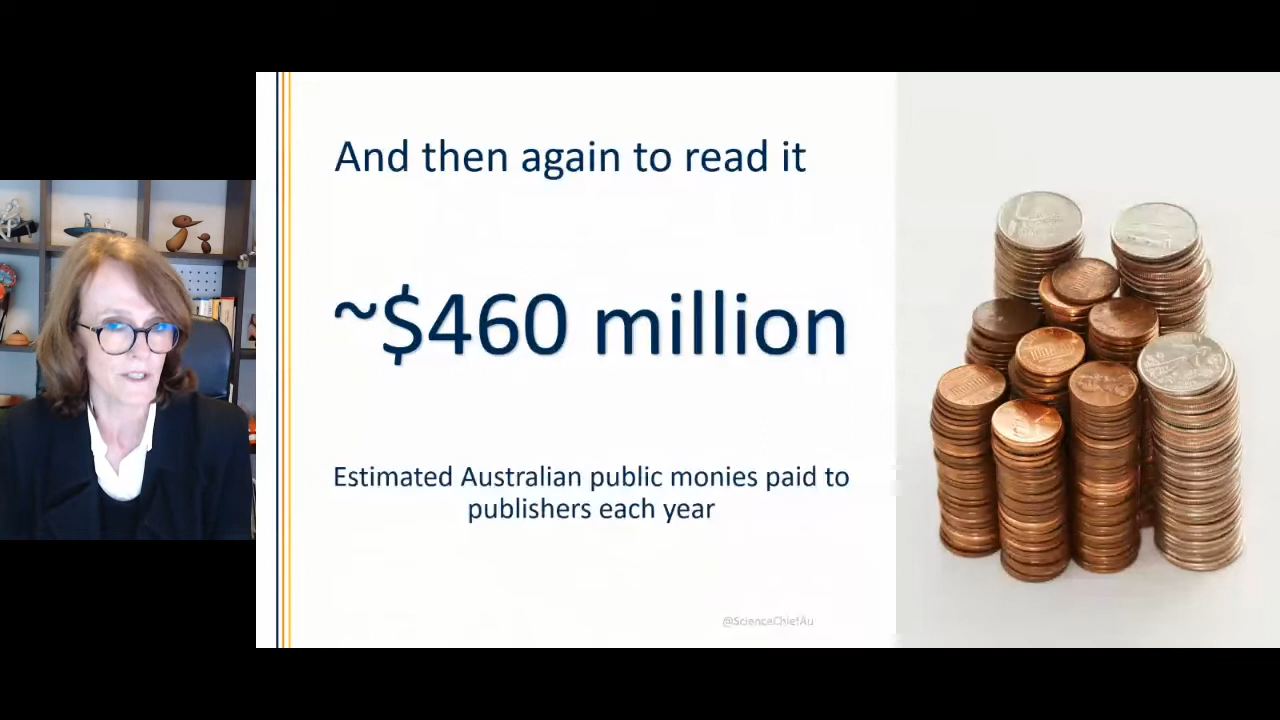 And then again to read it
~$460 million
Estimated Australian public monies paid to
publishers each year
@ScienceChiefAu